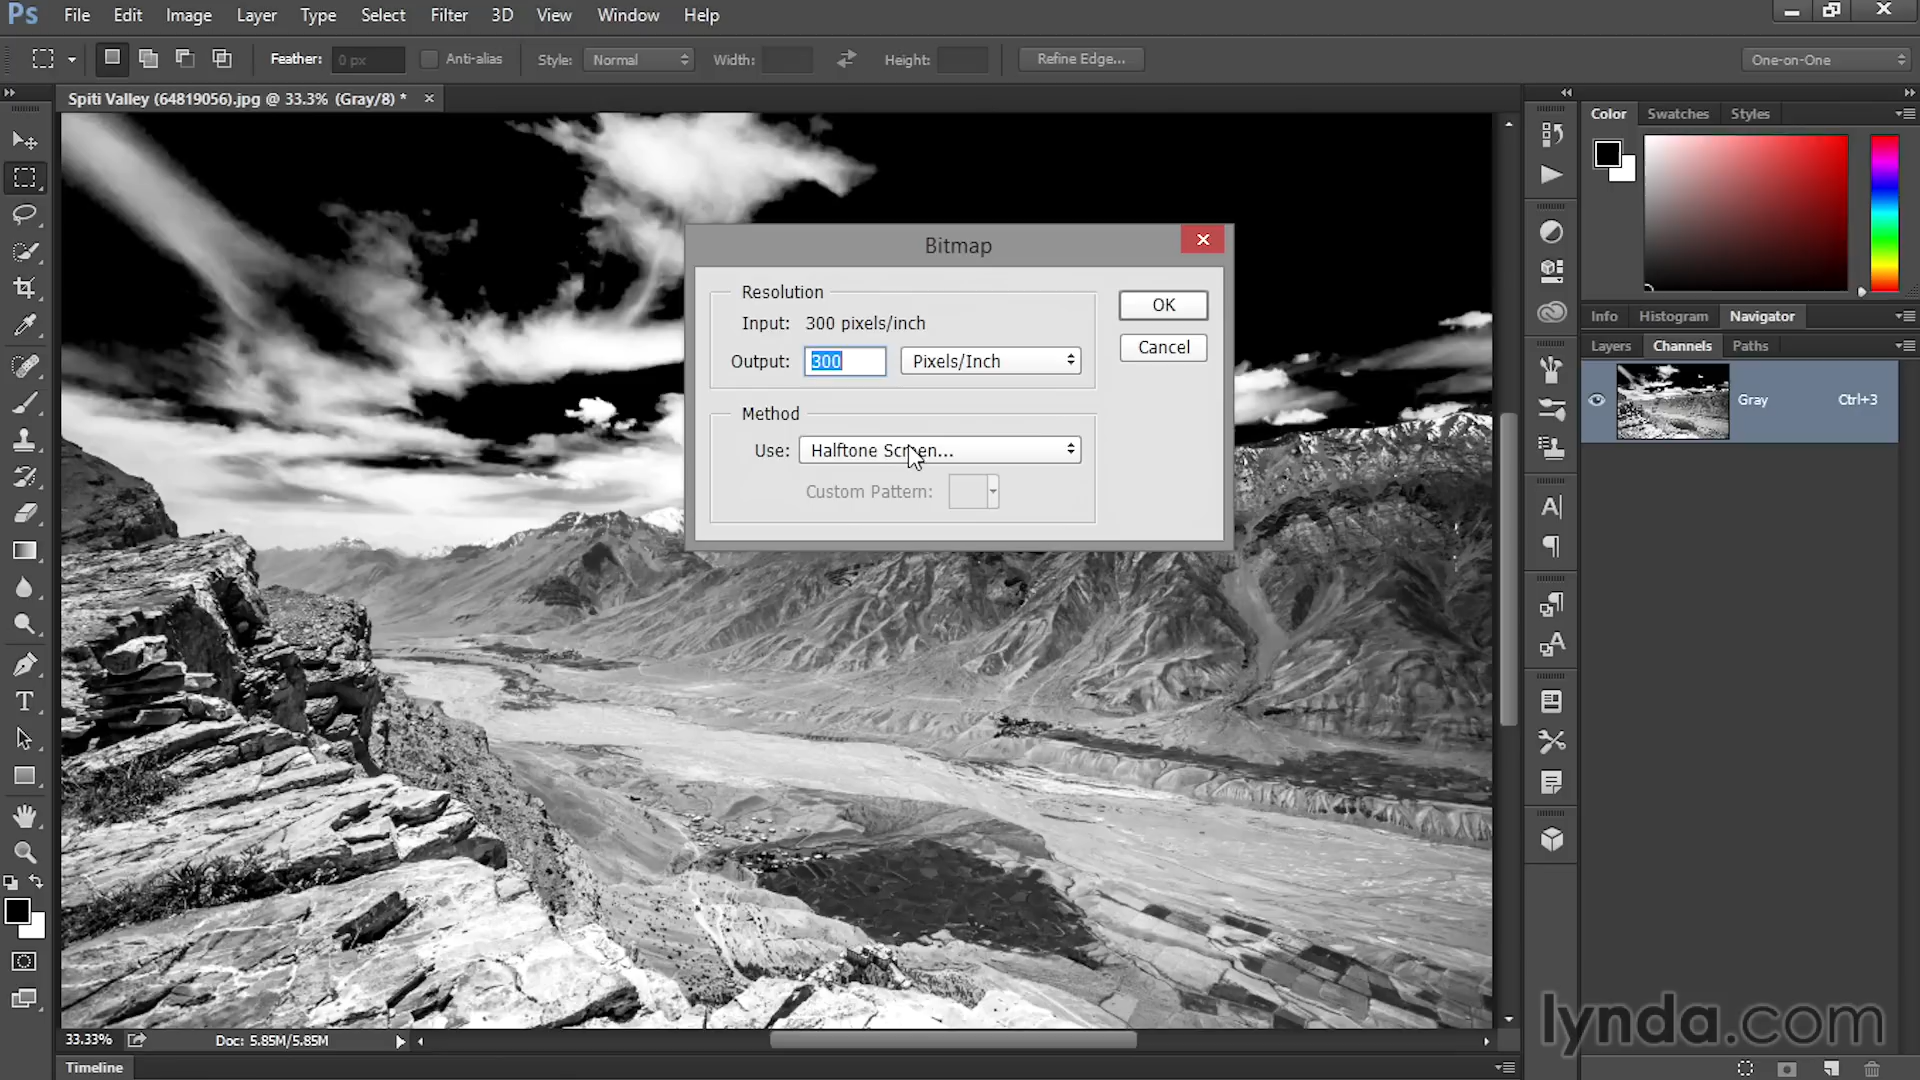 Ps File Edit Image Layer Type Select Filter 3D View Window Help
Feather: 0 px Anti-alias Style: Normal Width: Height: Refine Edge... One-on-One
Spiti Valley (64819056).jpg @ 33.3% (Gray/8) *
Color Swatches Styles
Bitmap
Resolution
Input: 300 pixels/inch
Output: 300 Pixels/Inch
OK
Cancel
Method
Use: Halftone Screen...
Custom Pattern:
Info Histogram Navigator
Layers Channels Paths
Gray Ctrl+3
33.33% Doc: 5.85M/5.85M
Timeline
lynda.com